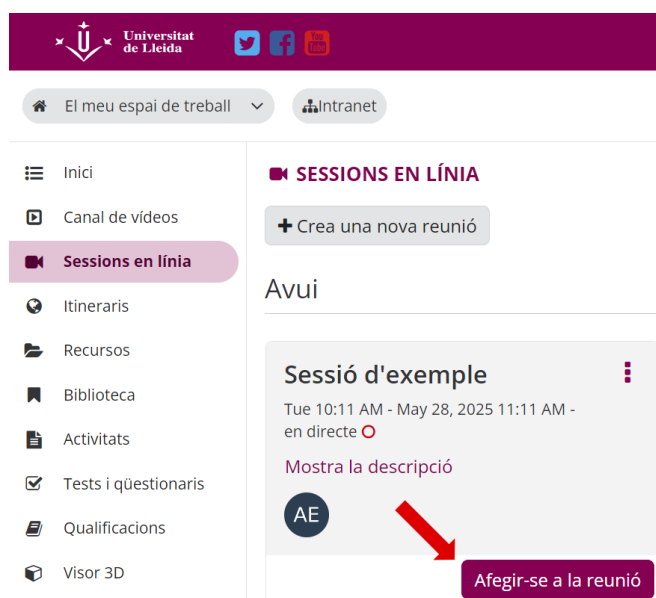 Universitat
de Lleida
You
Tube
El meu espai de treball
Intranet
Inici
Canal de vídeos
Sessions en línia
Itineraris
Recursos
Biblioteca
Activitats
Tests i qüestionaris
Qualificacions
Visor 3D
SESSIONS EN LÍNIA
Crea una nova reunió
Avui
Sessió d'exemple
Tue 10:11 AM - May 28, 2025 11:11 AM -
en directe
Mostra la descripció
AE
Afegir-se a la reunió